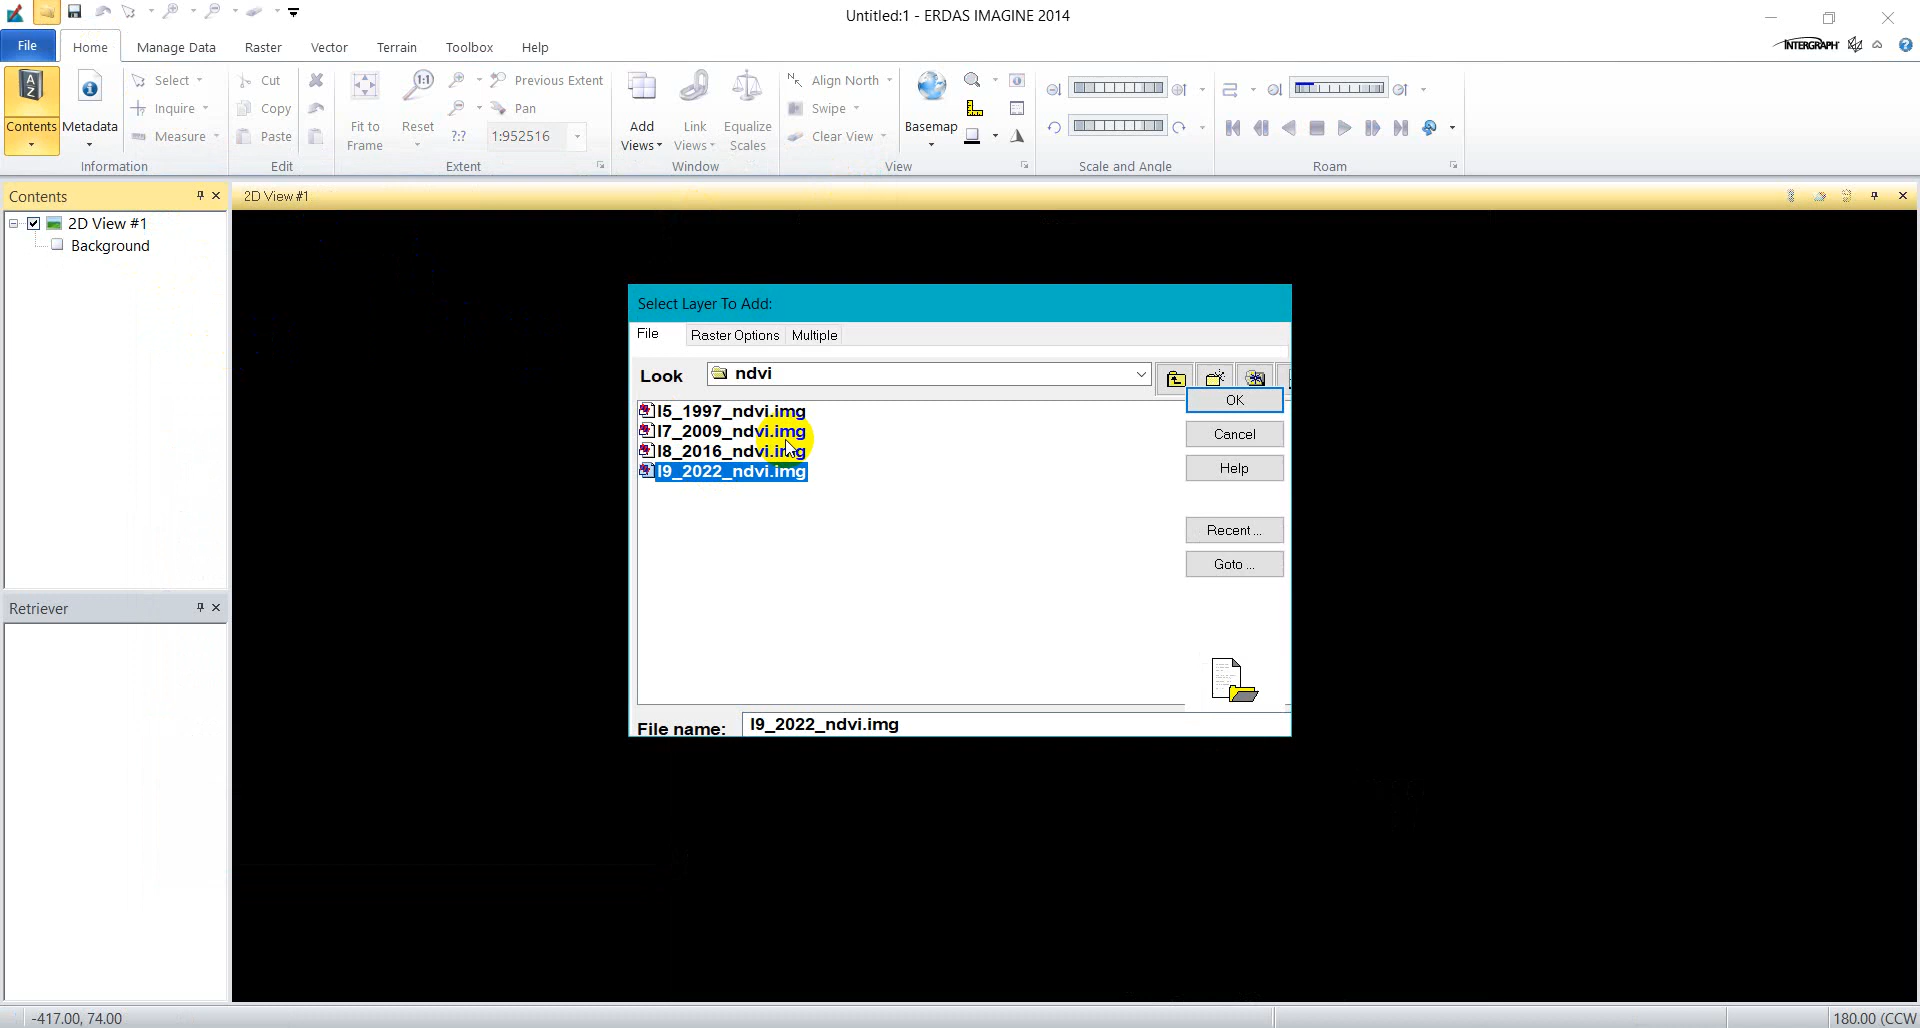 Untitled:1 - ERDAS IMAGINE 2014
File Home Manage Data Raster Vector Terrain Toolbox Help
INTERGRAPH
Contents Metadata Select Inquire Measure
Information
Cut Copy Paste
Edit
Fit to Frame Reset Previous Extent Pan ?:? 1:952516
1:1
Extent
Add Views Link Views Equalize Scales
Window
Align North Swipe Clear View Basemap
View
Scale and Angle
Roam
Contents
2D View #1
2D View #1
Background
Retriever
Select Layer To Add:
File Raster Options Multiple
Look ndvi
l5_1997_ndvi.img
l7_2009_ndvi.img
l8_2016_ndvi.img
l9_2022_ndvi.img
OK
Cancel
Help
Recent ...
Goto ...
File name: l9_2022_ndvi.img
-417.00, 74.00
180.00 (CCW